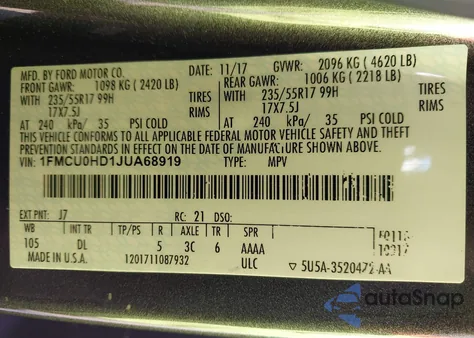 MFD. BY FORD MOTOR CO. DATE: 11/17 GVWR: 2096 KG ( 4620 LB)
FRONT GAWR: 1098 KG ( 2420 LB) REAR GAWR: 1006 KG ( 2218 LB)
WITH 235/55R17 99H TIRES WITH 235/55R17 99H TIRES
17X7.5J RIMS 17X7.5J RIMS
AT 240 kPa/ 35 PSI COLD AT 240 kPa/ 35 PSI COLD
THIS VEHICLE CONFORMS TO ALL APPLICABLE FEDERAL MOTOR VEHICLE SAFETY AND THEFT
PREVENTION STANDARDS IN EFFECT ON THE DATE OF MANUFACTURE SHOWN ABOVE.
VIN: 1FMCU0HD1JUA68919 TYPE: MPV
EXT PNT: J7 RC: 21 DSO:
WB INT TR TP/PS R AXLE TR SPR
105 DL 5 3C 6 AAAA
MADE IN U.S.A. 1201711087932 ULC ▽ 5U5A-3520472-AA
autoSnap